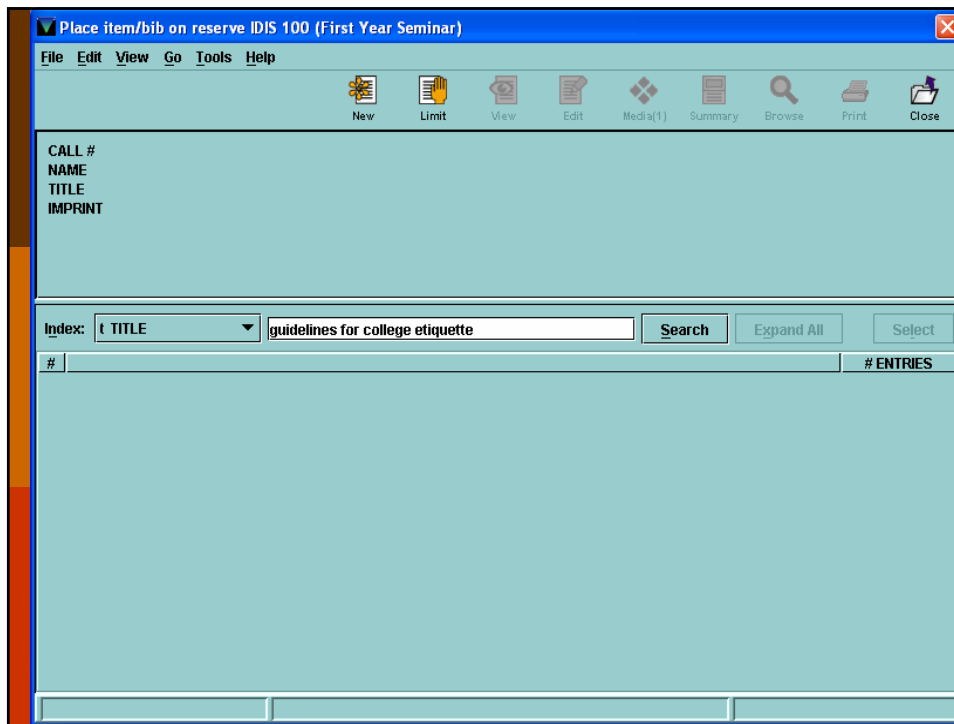 Place item/bib on reserve IDIS 100 (First Year Seminar)
File Edit View Go Tools Help
New Limit View Edit Media(1) Summary Browse Print Close
CALL #
NAME
TITLE
IMPRINT
Index: t TITLE guidelines for college etiquette Search Expand All Select
# # ENTRIES